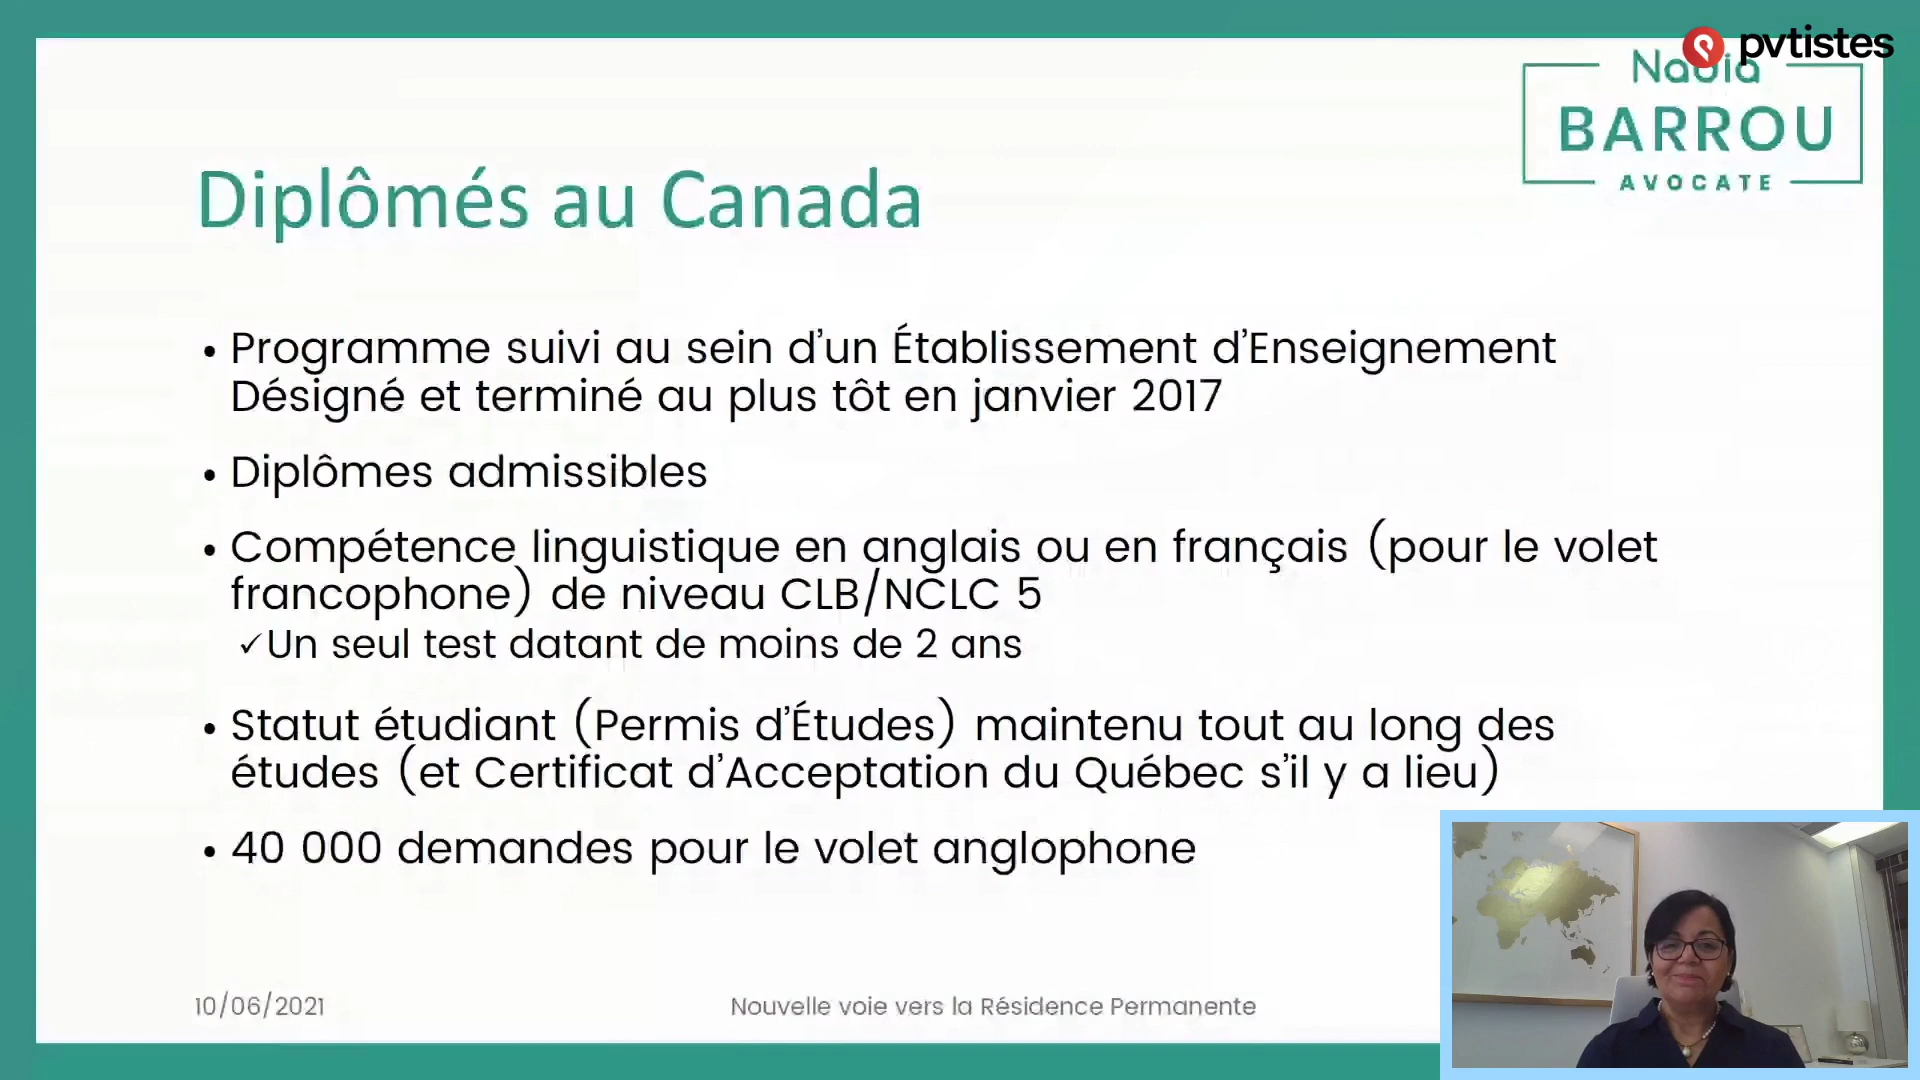 pvtistes
Nadia
BARROU
AVOCATE
Diplômés au Canada
• Programme suivi au sein d’un Établissement d’Enseignement
Désigné et terminé au plus tôt en janvier 2017
• Diplômes admissibles
• Compétence linguistique en anglais ou en français (pour le volet
francophone) de niveau CLB/NCLC 5
✓Un seul test datant de moins de 2 ans
• Statut étudiant (Permis d’Études) maintenu tout au long des
études (et Certificat d’Acceptation du Québec s’il y a lieu)
• 40 000 demandes pour le volet anglophone
10/06/2021
Nouvelle voie vers la Résidence Permanente